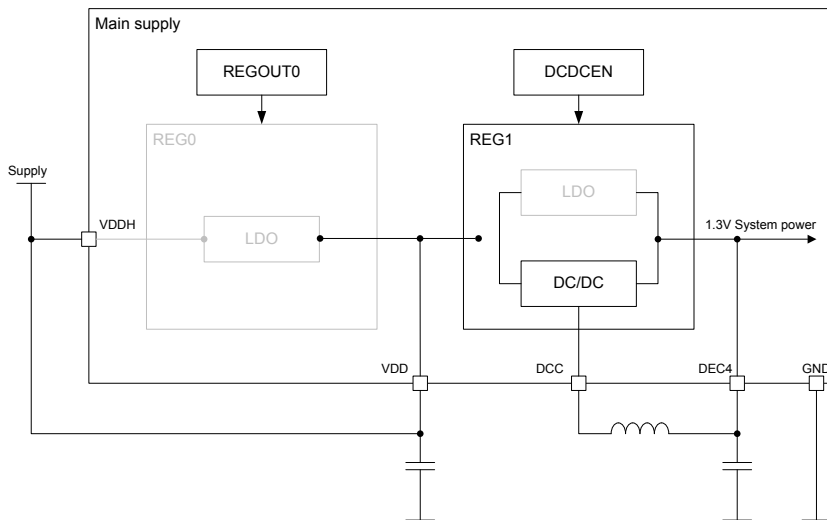 Main supply
REGOUT0
DCDCEN
REG0
REG1
Supply
LDO
VDDH
1.3V System power
LDO
DC/DC
VDD
DCC
DEC4
GND